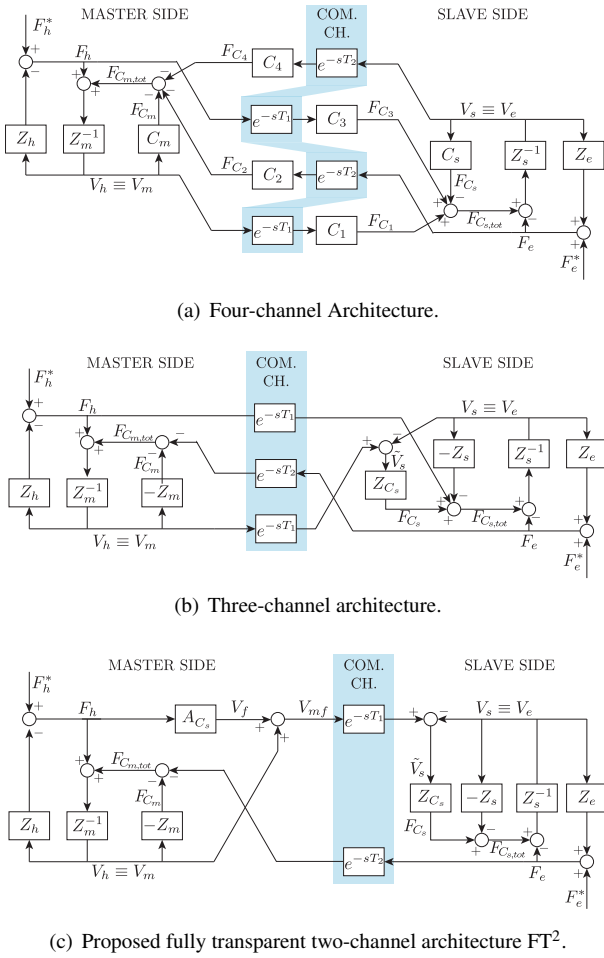 MASTER SIDE COM. CH. SLAVE SIDE
F_h^*
+
−
F_h
F_{C_{m,tot}}
F_{C_m}
F_{C_4}
C_4
e^{-sT_2}
e^{-sT_1}
C_3
F_{C_3}
V_s ≡ V_e
Z_h
Z_m^{-1}
C_m
C_s
Z_s^{-1}
Z_e
F_{C_2}
C_2
e^{-sT_2}
F_{C_s}
F_{C_{s,tot}}
V_h ≡ V_m
e^{-sT_1}
C_1
F_{C_1}
F_e
F_e^*
(a) Four-channel Architecture.
MASTER SIDE COM. CH. SLAVE SIDE
F_h^*
+
−
F_h
e^{-sT_1}
V_s ≡ V_e
F_{C_{m,tot}}
F_{C_m}
e^{-sT_2}
Ṽ_s
Z_h
Z_m^{-1}
−Z_m
Z_{C_s}
−Z_s
Z_s^{-1}
Z_e
F_{C_s}
F_{C_{s,tot}}
V_h ≡ V_m
e^{-sT_1}
F_e
F_e^*
(b) Three-channel architecture.
MASTER SIDE COM. CH. SLAVE SIDE
F_h^*
+
−
F_h
A_{C_s}
V_f
V_{mf}
e^{-sT_1}
V_s ≡ V_e
F_{C_{m,tot}}
F_{C_m}
Ṽ_s
Z_h
Z_m^{-1}
−Z_m
Z_{C_s}
−Z_s
Z_s^{-1}
Z_e
F_{C_s}
F_{C_{s,tot}}
V_h ≡ V_m
e^{-sT_2}
F_e
F_e^*
(c) Proposed fully transparent two-channel architecture FT².